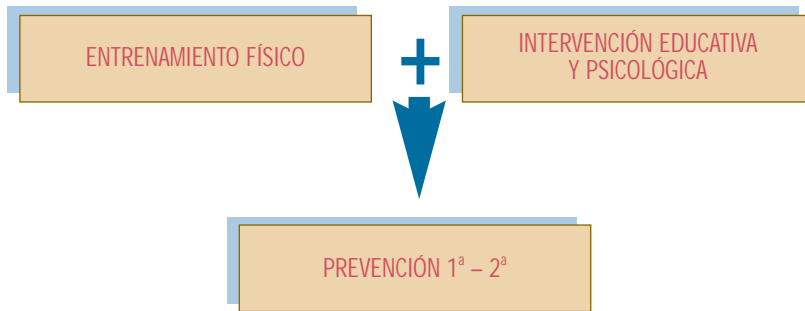 ENTRENAMIENTO FÍSICO
+
INTERVENCIÓN EDUCATIVA
Y PSICOLÓGICA
PREVENCIÓN 1ª – 2ª